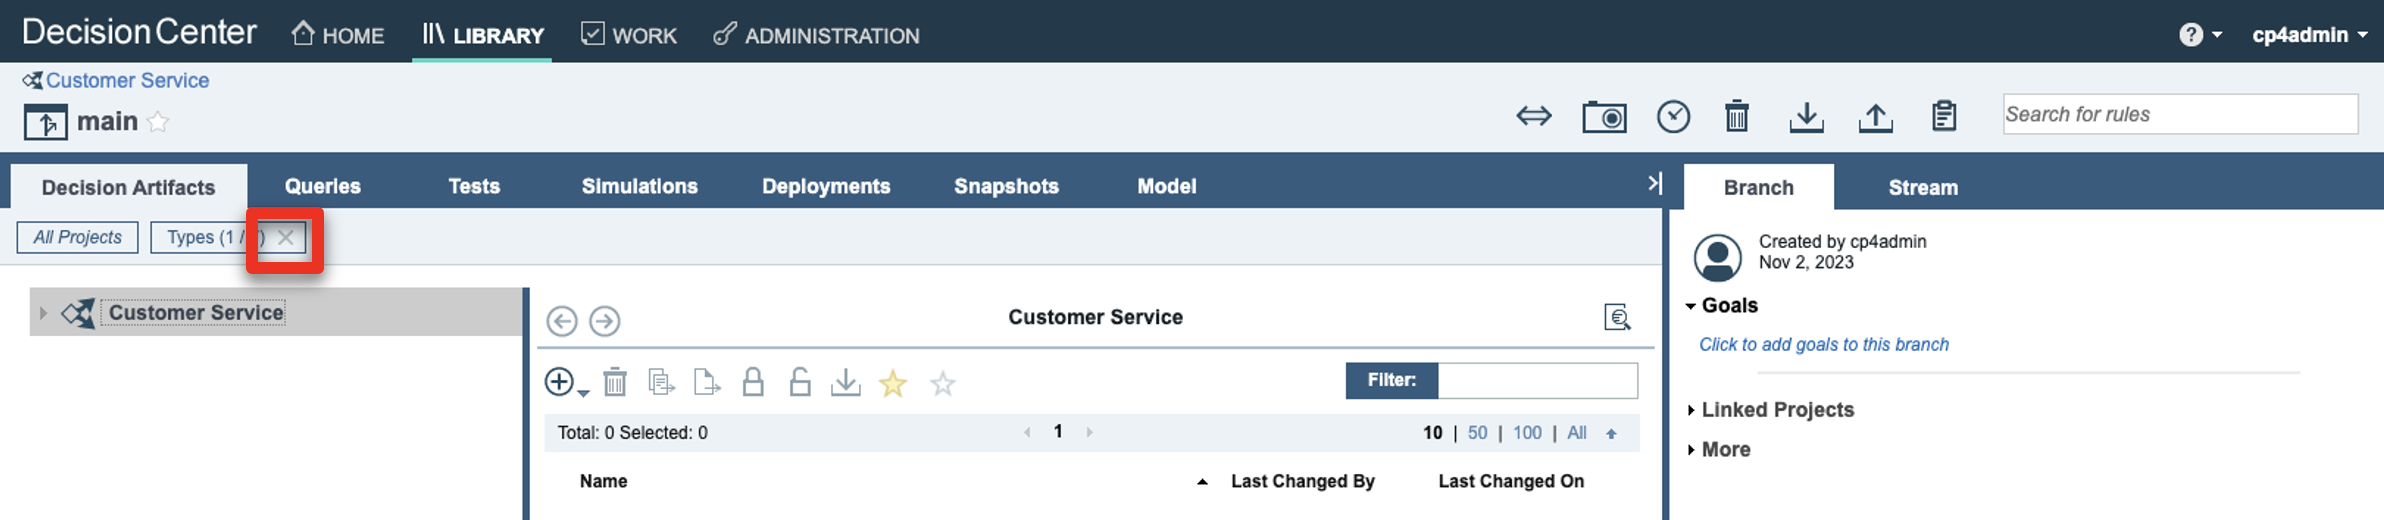 Decision Center HOME LIBRARY WORK ADMINISTRATION ? cp4admin
Customer Service
main
Search for rules
Decision Artifacts Queries Tests Simulations Deployments Snapshots Model Branch Stream
All Projects Types (1 /
Created by cp4admin
Nov 2, 2023
Customer Service
Customer Service
Goals
Click to add goals to this branch
Filter:
Linked Projects
Total: 0 Selected: 0 1 10 | 50 | 100 | All
More
Name Last Changed By Last Changed On